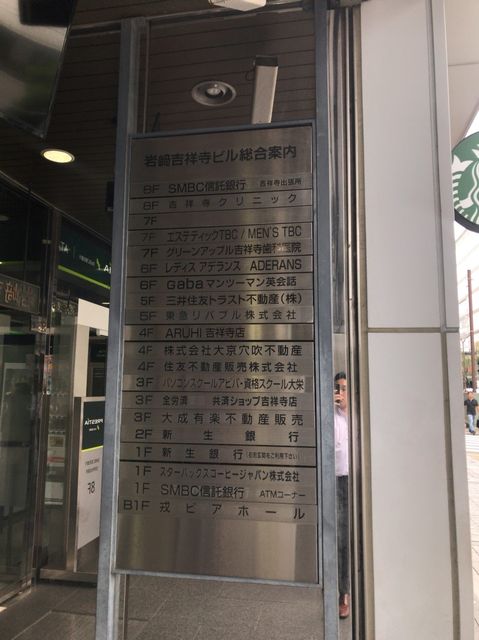 岩崎吉祥寺ビル総合案内
8F SMBC信託銀行 吉祥寺出張所
8F 吉祥寺クリニック
7F
7F エステティックTBC / MEN'S TBC
7F グリーンアップル吉祥寺歯科医院
6F レディスアデランス ADERANS
6F Gabaマンツーマン英会話
5F 三井住友トラスト不動産(株)
5F 東急リバブル株式会社
4F ARUHI 吉祥寺店
4F 株式会社大京穴吹不動産
4F 住友不動産販売株式会社
3F パソコンスクールアビバ・資格スクール大栄
3F 全労済 共済ショップ吉祥寺店
3F 大成有楽不動産販売
2F 新生銀行
1F 新生銀行
1F スターバックスコーヒージャパン株式会社
1F SMBC信託銀行 ATMコーナー
B1F 戎ビアホール
PRESTIA
8F